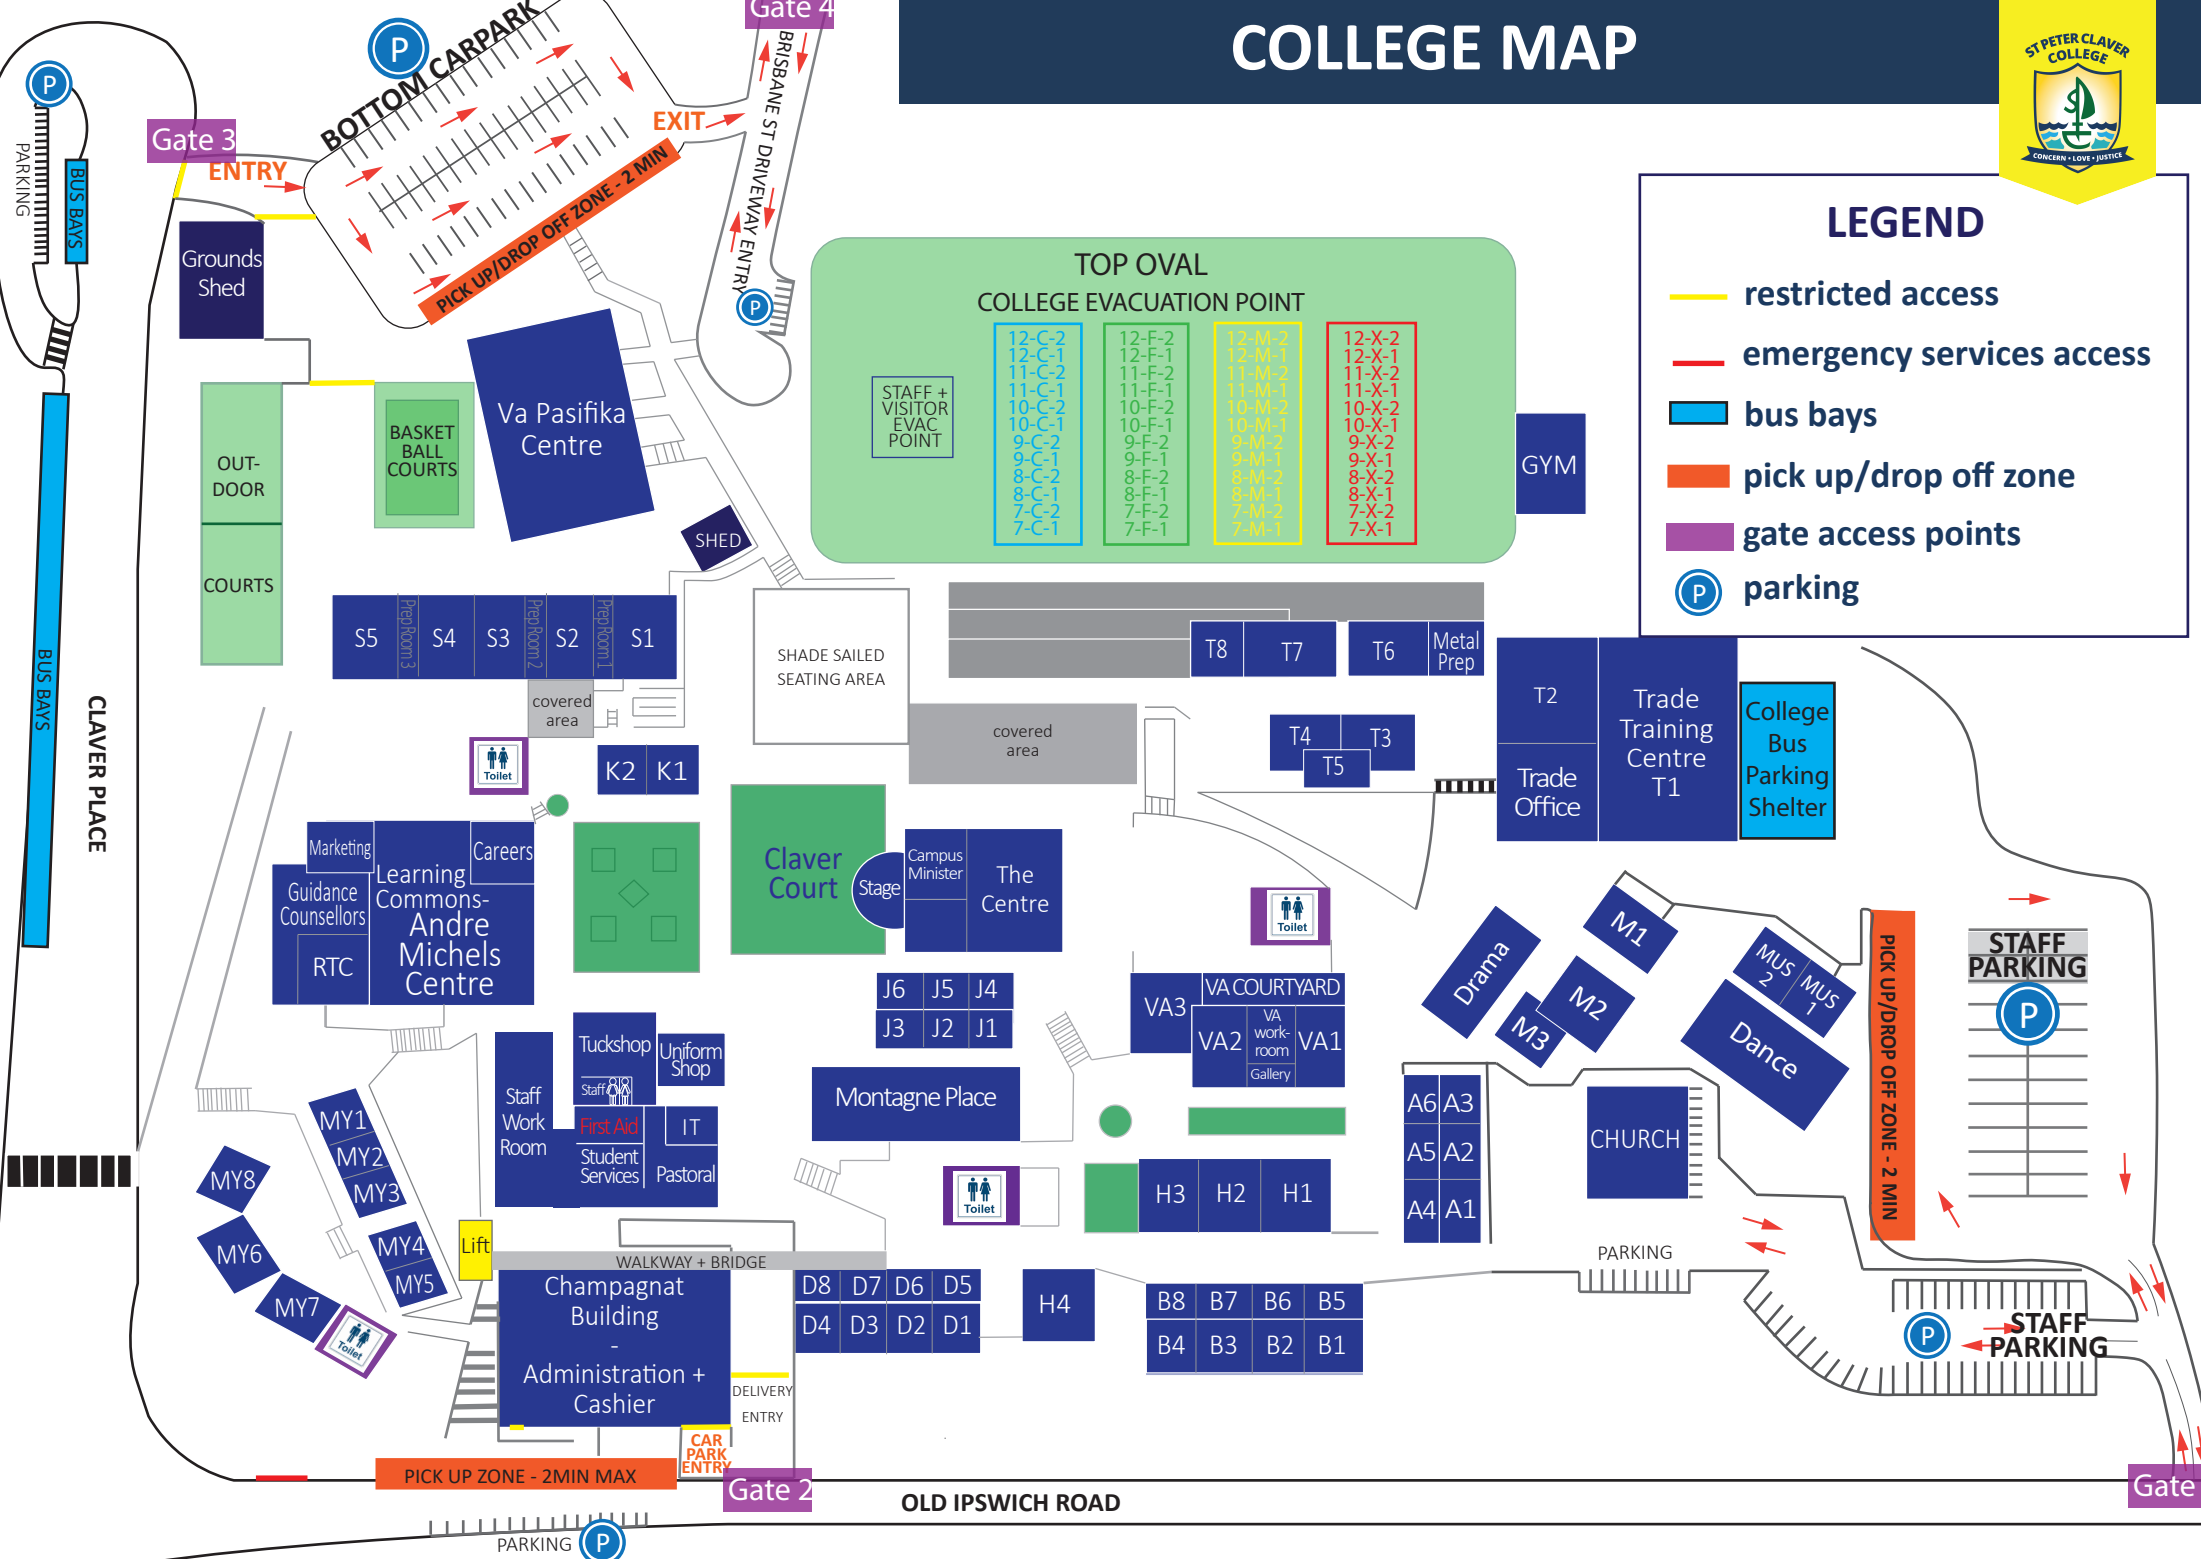 COLLEGE MAP
ST PETER CLAVER
COLLEGE
CONCERN • LOVE • JUSTICE
LEGEND
restricted access
emergency services access
bus bays
pick up/drop off zone
gate access points
P
parking
Gate 4
P
BOTTOM CARPARK
P
PARKING
BUS BAYS
Gate 3
ENTRY
EXIT
PICK UP/DROP OFF ZONE - 2 MIN
BRISBANE ST DRIVEWAY ENTRY
P
Grounds
Shed
OUT-
DOOR
COURTS
BASKET
BALL
COURTS
Va Pasifika
Centre
SHED
TOP OVAL
COLLEGE EVACUATION POINT
STAFF +
VISITOR
EVAC
POINT
12-C-2
12-C-1
11-C-2
11-C-1
10-C-2
10-C-1
9-C-2
9-C-1
8-C-2
8-C-1
7-C-2
7-C-1
12-F-2
12-F-1
11-F-2
11-F-1
10-F-2
10-F-1
9-F-2
9-F-1
8-F-2
8-F-1
7-F-2
7-F-1
12-M-2
12-M-1
11-M-2
11-M-1
10-M-2
10-M-1
9-M-2
9-M-1
8-M-2
8-M-1
7-M-2
7-M-1
12-X-2
12-X-1
11-X-2
11-X-1
10-X-2
10-X-1
9-X-2
9-X-1
8-X-2
8-X-1
7-X-2
7-X-1
GYM
BUS BAYS
CLAVER PLACE
S5
Prep Room 3
S4
S3
Prep Room 2
S2
Prep Room 1
S1
covered
area
Toilet
K2
K1
SHADE SAILED
SEATING AREA
covered
area
T8
T7
T6
Metal
Prep
T4
T3
T5
T2
Trade
Office
Trade
Training
Centre
T1
College
Bus
Parking
Shelter
Marketing
Careers
Guidance
Counsellors
RTC
Learning
Commons-
Andre
Michels
Centre
Claver
Court
Stage
Campus
Minister
The
Centre
Toilet
J6
J5
J4
J3
J2
J1
VA3
VA COURTYARD
VA2
VA
work-
room
Gallery
VA1
Drama
M1
M2
M3
MUS
2
MUS
1
Dance
PICK UP/DROP OFF ZONE - 2 MIN
STAFF
PARKING
P
Staff
Work
Room
Tuckshop
Staff
Uniform
Shop
First Aid
IT
Student
Services
Pastoral
Montagne Place
Toilet
H3
H2
H1
A6
A3
A5
A2
A4
A1
CHURCH
PARKING
MY1
MY2
MY3
MY4
MY5
MY8
MY6
MY7
Toilet
Lift
WALKWAY + BRIDGE
Champagnat
Building
-
Administration +
Cashier
D8
D7
D6
D5
D4
D3
D2
D1
H4
B8
B7
B6
B5
B4
B3
B2
B1
P
STAFF
PARKING
DELIVERY
ENTRY
CAR
PARK
ENTRY
PICK UP ZONE - 2MIN MAX
Gate 2
Gate
OLD IPSWICH ROAD
PARKING
P